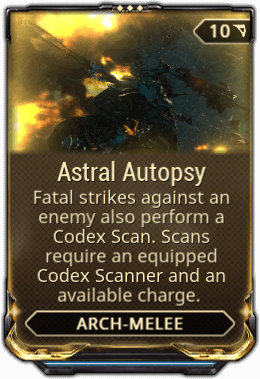 10
Astral Autopsy
Fatal strikes against an
enemy also perform a
Codex Scan. Scans
require an equipped
Codex Scanner and an
available charge.
ARCH-MELEE